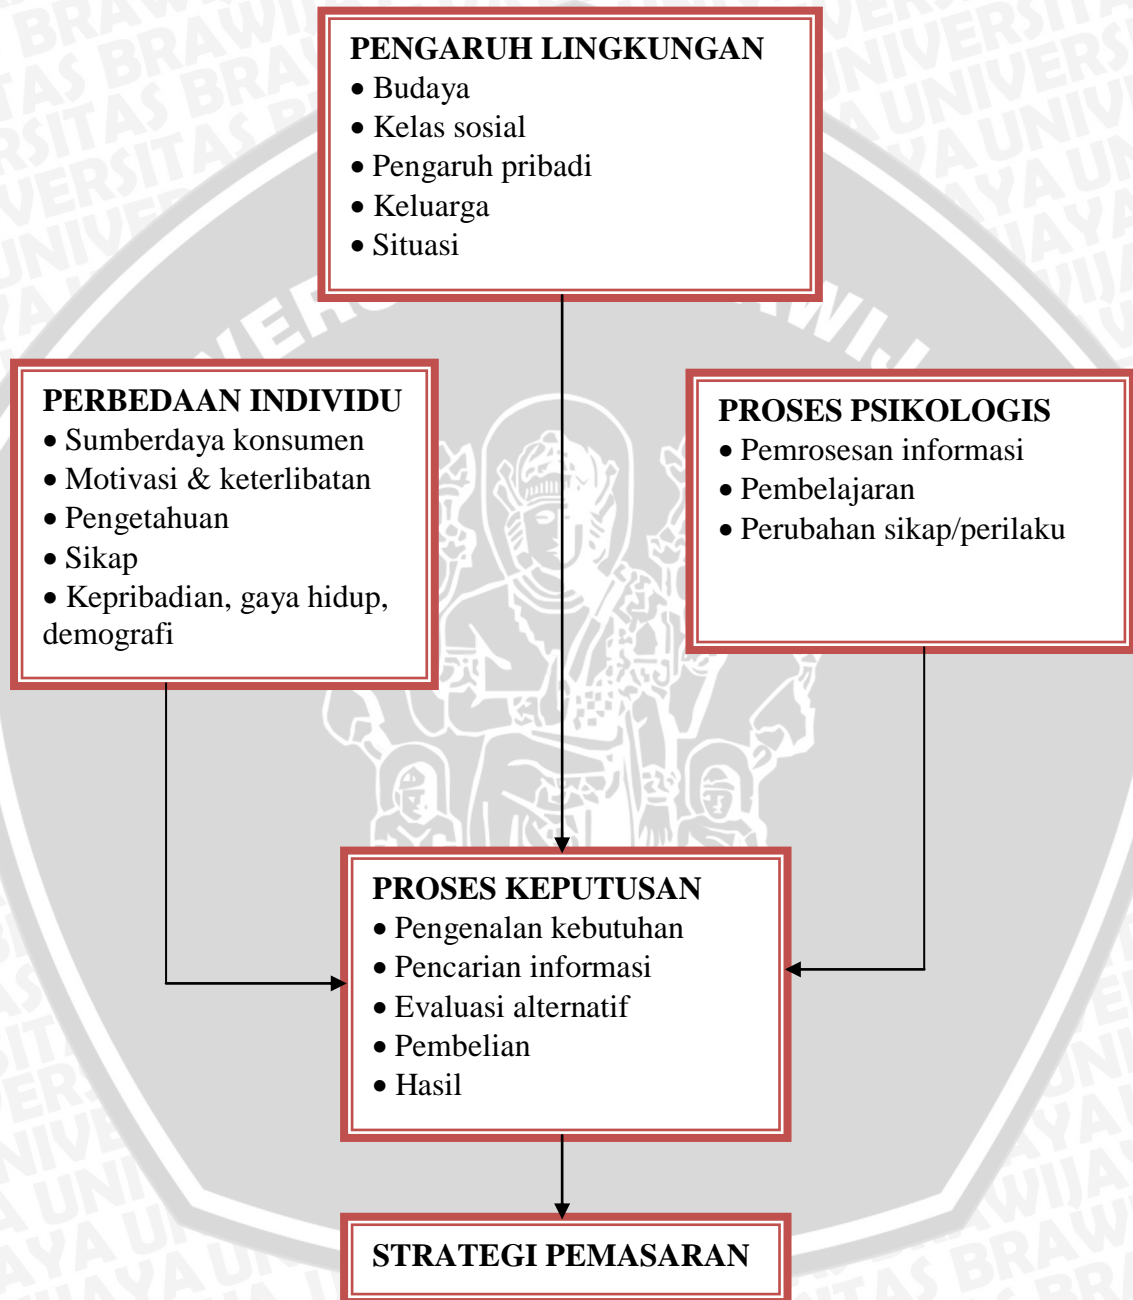 PENGARUH LINGKUNGAN
• Budaya
• Kelas sosial
• Pengaruh pribadi
• Keluarga
• Situasi
PERBEDAAN INDIVIDU
• Sumberdaya konsumen
• Motivasi & keterlibatan
• Pengetahuan
• Sikap
• Kepribadian, gaya hidup,
demografi
PROSES PSIKOLOGIS
• Pemrosesan informasi
• Pembelajaran
• Perubahan sikap/perilaku
PROSES KEPUTUSAN
• Pengenalan kebutuhan
• Pencarian informasi
• Evaluasi alternatif
• Pembelian
• Hasil
STRATEGI PEMASARAN